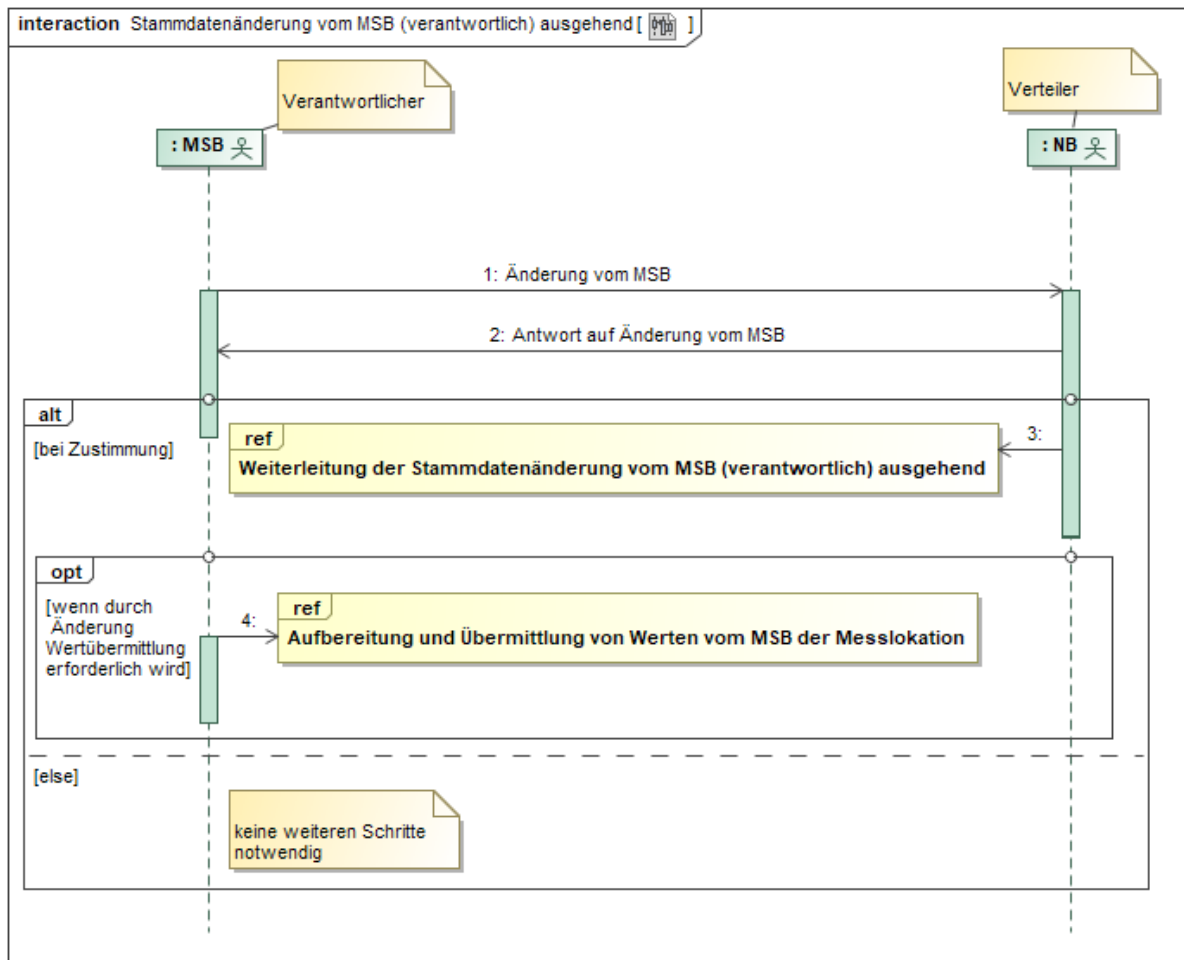 interaction Stammdatenänderung vom MSB (verantwortlich) ausgehend [ ]
Verantwortlicher
Verteiler
: MSB
: NB
1: Änderung vom MSB
2: Antwort auf Änderung vom MSB
alt
[bei Zustimmung]
ref
3:
Weiterleitung der Stammdatenänderung vom MSB (verantwortlich) ausgehend
opt
[wenn durch
Änderung
Wertübermittlung
erforderlich wird]
4:
ref
Aufbereitung und Übermittlung von Werten vom MSB der Messlokation
[else]
keine weiteren Schritte
notwendig